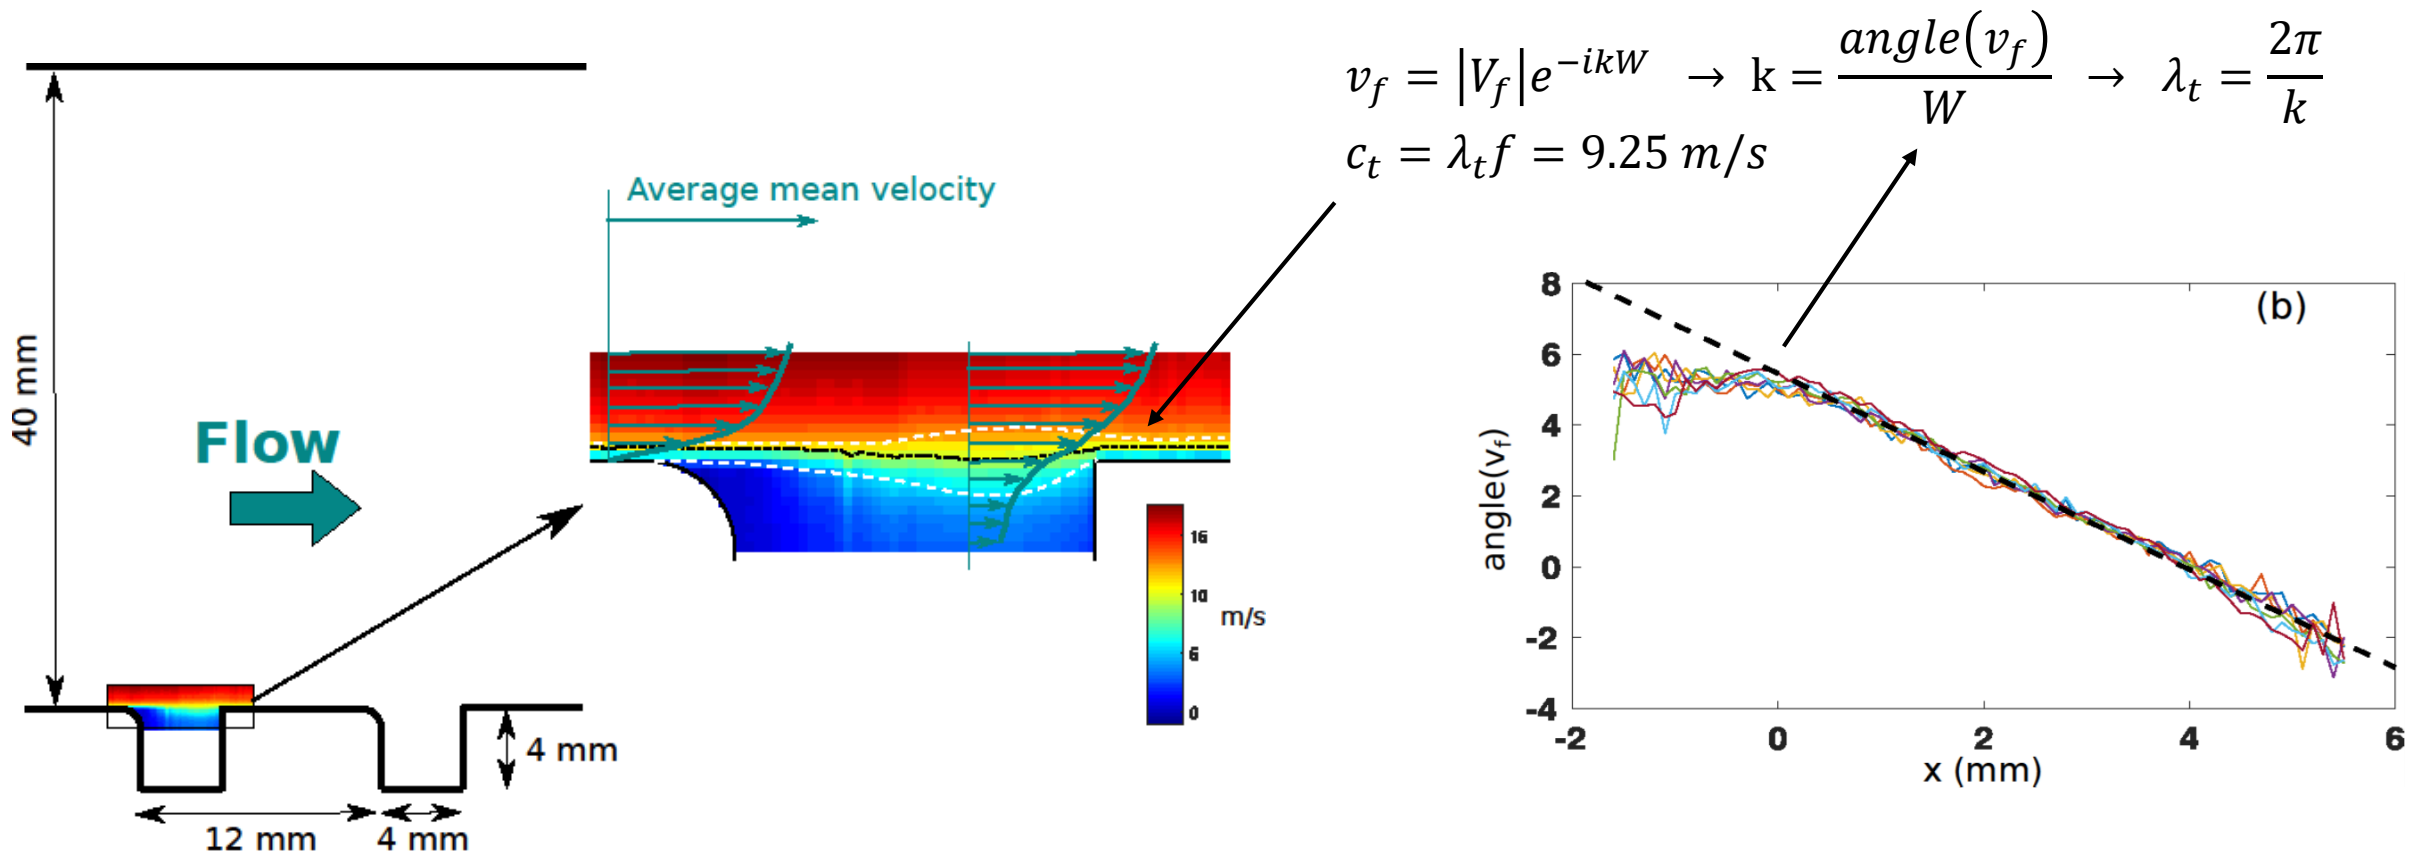 v_f = |V_f|e^{-ikW} → k = angle(v_f) / W → λ_t = 2π / k
c_t = λ_t f = 9.25 m/s
Average mean velocity
40 mm
Flow
16
10
5
0
m/s
4 mm
12 mm
4 mm
(b)
8
6
4
2
0
-2
-4
angle(v_f)
-2
0
2
4
6
x (mm)